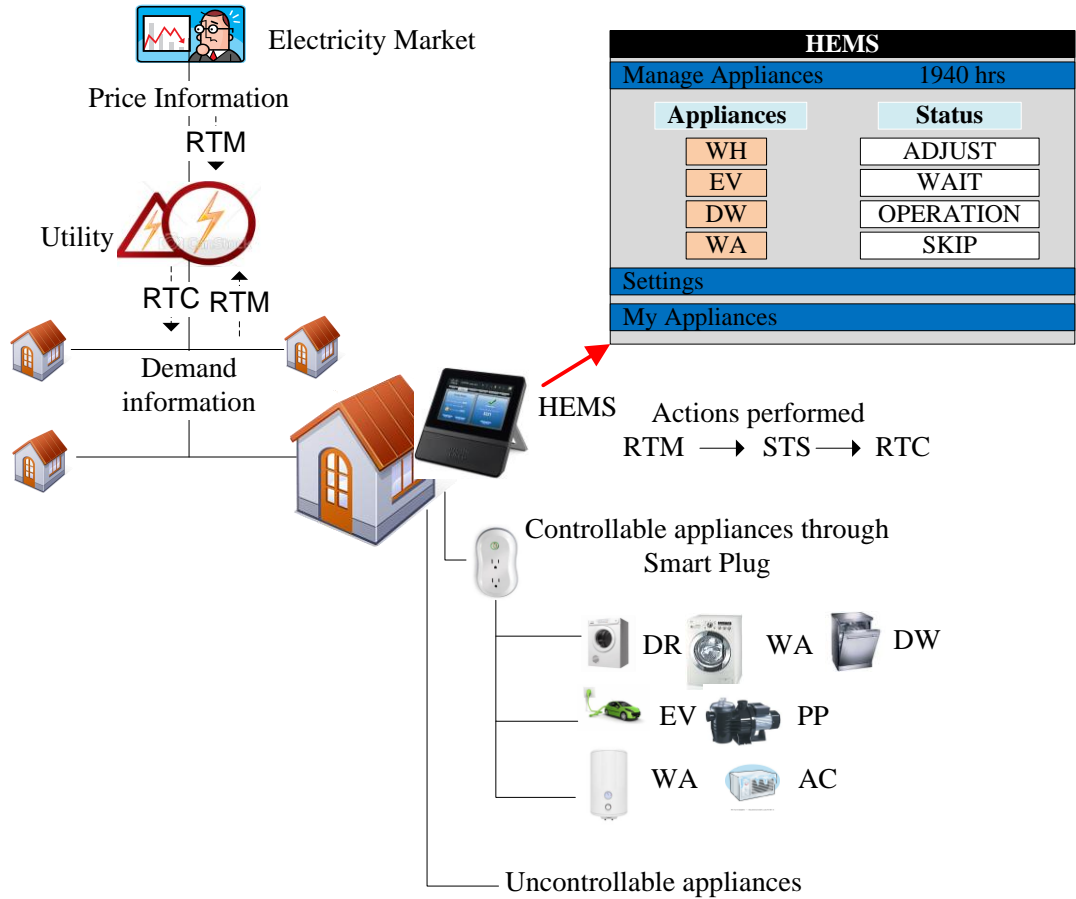 Electricity Market
Price Information
RTM
Utility
RTC RTM
Demand
information
HEMS
Manage Appliances 1940 hrs
Appliances Status
WH ADJUST
EV WAIT
DW OPERATION
WA SKIP
Settings
My Appliances
HEMS
Actions performed
RTM STS RTC
Controllable appliances through
Smart Plug
DR WA DW
EV PP
WA AC
Uncontrollable appliances